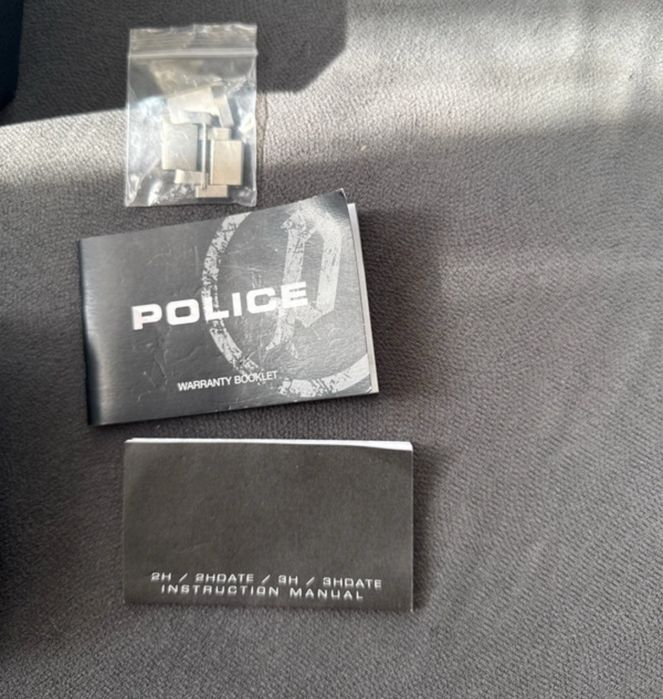 POLICE
WARRANTY BOOKLET
2H / 2HDATE / 3H / 3HDATE
INSTRUCTION MANUAL